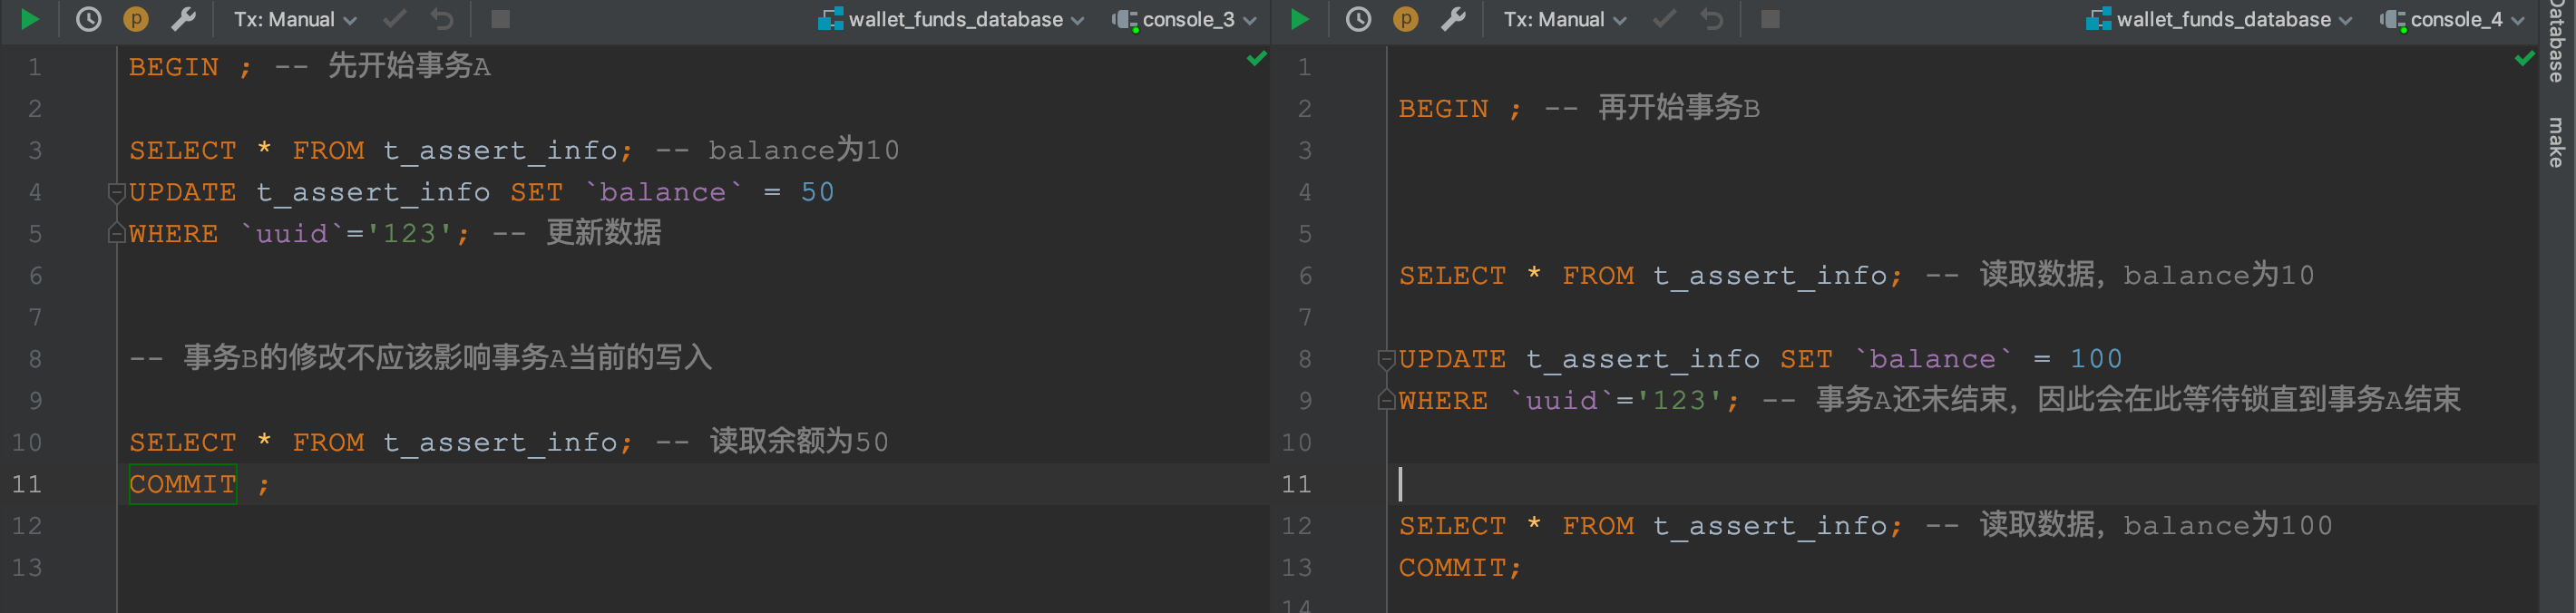 Tx: Manual wallet_funds_database console_3
1 BEGIN ; -- 先开始事务A
2
3 SELECT * FROM t_assert_info; -- balance为10
4 UPDATE t_assert_info SET `balance` = 50
5 WHERE `uuid`='123'; -- 更新数据
6
7
8 -- 事务B的修改不应该影响事务A当前的写入
9
10 SELECT * FROM t_assert_info; -- 读取余额为50
11 COMMIT ;
12
13
Tx: Manual wallet_funds_database console_4
1
2 BEGIN ; -- 再开始事务B
3
4
5
6 SELECT * FROM t_assert_info; -- 读取数据，balance为10
7
8 UPDATE t_assert_info SET `balance` = 100
9 WHERE `uuid`='123'; -- 事务A还未结束，因此会在此等待锁直到事务A结束
10
11
12 SELECT * FROM t_assert_info; -- 读取数据，balance为100
13 COMMIT;
14
Database
make